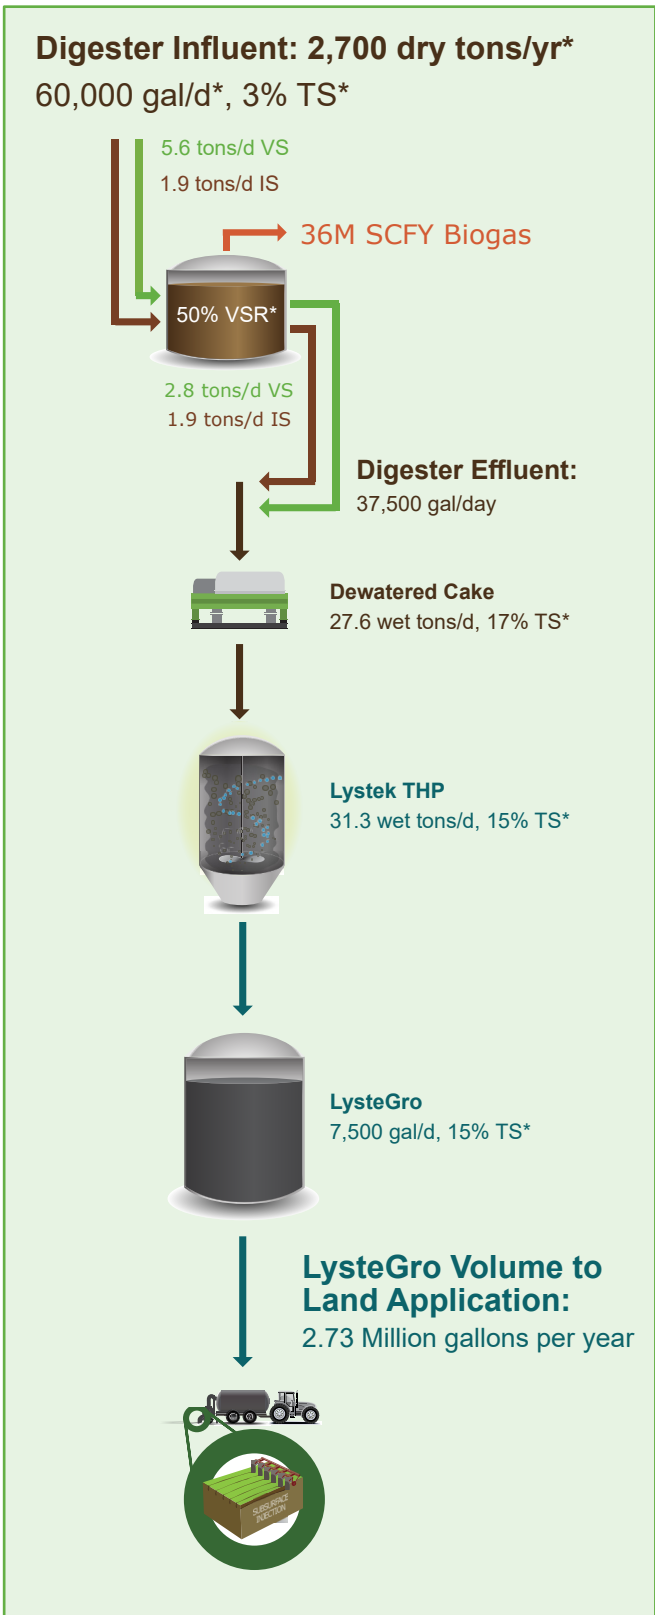 Digester Influent: 2,700 dry tons/yr*
60,000 gal/d*, 3% TS*
5.6 tons/d VS
1.9 tons/d IS
36M SCFY Biogas
50% VSR*
2.8 tons/d VS
1.9 tons/d IS
Digester Effluent:
37,500 gal/day
Dewatered Cake
27.6 wet tons/d, 17% TS*
Lystek THP
31.3 wet tons/d, 15% TS*
LysteGro
7,500 gal/d, 15% TS*
LysteGro Volume to
Land Application:
2.73 Million gallons per year
SUBSURFACE
INJECTION